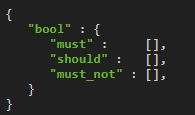 {
"bool" : {
"must" : [],
"should" : [],
"must_not" : [],
}
}